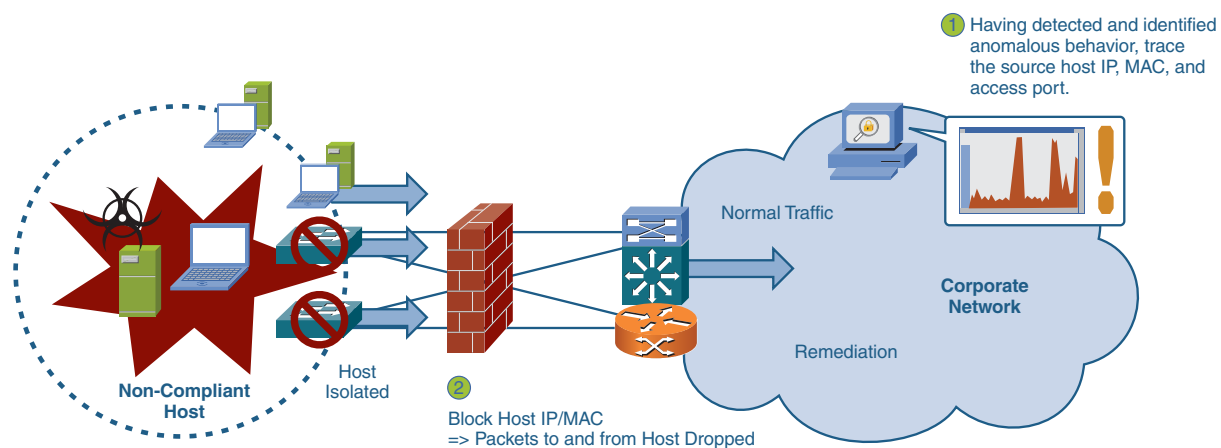 1 Having detected and identified
anomalous behavior, trace
the source host IP, MAC, and
access port.
Normal Traffic
Corporate
Network
Remediation
Non-Compliant
Host
Host
Isolated
2
Block Host IP/MAC
=> Packets to and from Host Dropped